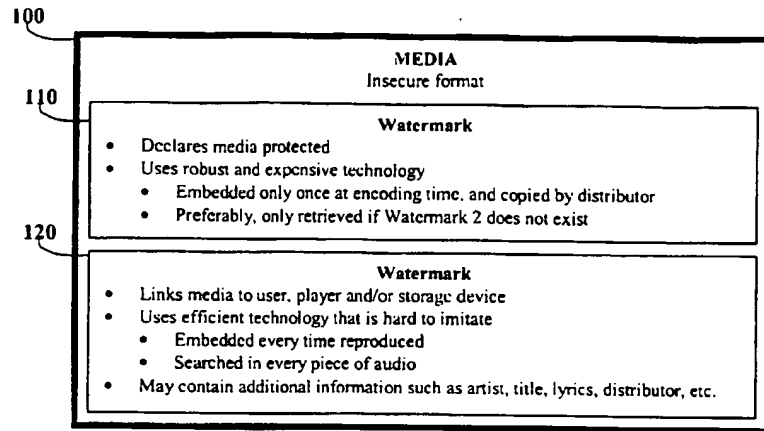 100
MEDIA
Insecure format
110
Watermark
• Declares media protected
• Uses robust and expensive technology
• Embedded only once at encoding time, and copied by distributor
• Preferably, only retrieved if Watermark 2 does not exist
120
Watermark
• Links media to user, player and/or storage device
• Uses efficient technology that is hard to imitate
• Embedded every time reproduced
• Searched in every piece of audio
• May contain additional information such as artist, title, lyrics, distributor, etc.